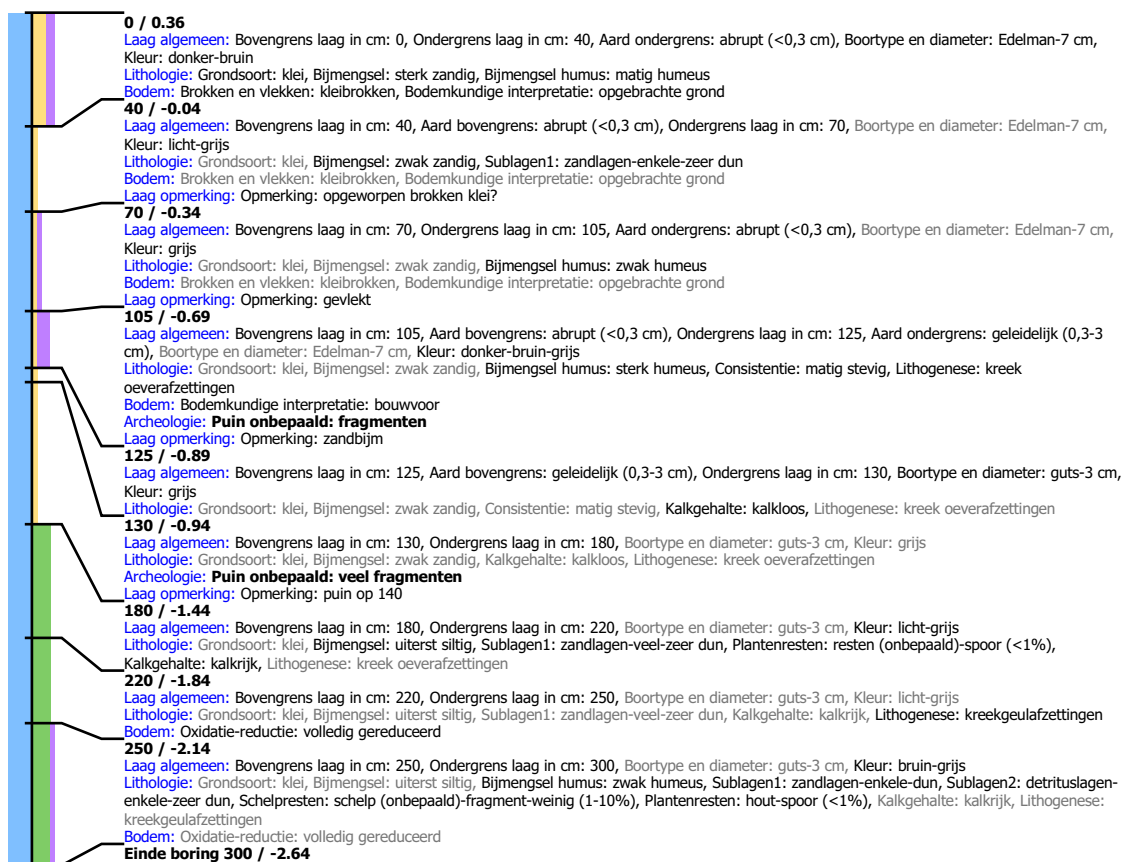 0 / 0.36
Laag algemeen: Bovengrens laag in cm: 0, Ondergrens laag in cm: 40, Aard ondergrens: abrupt (<0,3 cm), Boortype en diameter: Edelman-7 cm,
Kleur: donker-bruin
Lithologie: Grondsoort: klei, Bijmengsel: sterk zandig, Bijmengsel humus: matig humeus
Bodem: Brokken en vlekken: kleibrokken, Bodemkundige interpretatie: opgebrachte grond
40 / -0.04
Laag algemeen: Bovengrens laag in cm: 40, Aard bovengrens: abrupt (<0,3 cm), Ondergrens laag in cm: 70, Boortype en diameter: Edelman-7 cm,
Kleur: licht-grijs
Lithologie: Grondsoort: klei, Bijmengsel: zwak zandig, Sublagen1: zandlagen-enkele-zeer dun
Bodem: Brokken en vlekken: kleibrokken, Bodemkundige interpretatie: opgebrachte grond
Laag opmerking: Opmerking: opgeworpen brokken klei?
70 / -0.34
Laag algemeen: Bovengrens laag in cm: 70, Ondergrens laag in cm: 105, Aard ondergrens: abrupt (<0,3 cm), Boortype en diameter: Edelman-7 cm,
Kleur: grijs
Lithologie: Grondsoort: klei, Bijmengsel: zwak zandig, Bijmengsel humus: zwak humeus
Bodem: Brokken en vlekken: kleibrokken, Bodemkundige interpretatie: opgebrachte grond
Laag opmerking: Opmerking: gevlekt
105 / -0.69
Laag algemeen: Bovengrens laag in cm: 105, Aard bovengrens: abrupt (<0,3 cm), Ondergrens laag in cm: 125, Aard ondergrens: geleidelijk (0,3-3
cm), Boortype en diameter: Edelman-7 cm, Kleur: donker-bruin-grijs
Lithologie: Grondsoort: klei, Bijmengsel: zwak zandig, Bijmengsel humus: sterk humeus, Consistentie: matig stevig, Lithogenese: kreek
oeverafzettingen
Bodem: Bodemkundige interpretatie: bouwvoor
Archeologie: Puin onbepaald: fragmenten
Laag opmerking: Opmerking: zandbijm
125 / -0.89
Laag algemeen: Bovengrens laag in cm: 125, Aard bovengrens: geleidelijk (0,3-3 cm), Ondergrens laag in cm: 130, Boortype en diameter: guts-3 cm,
Kleur: grijs
Lithologie: Grondsoort: klei, Bijmengsel: zwak zandig, Consistentie: matig stevig, Kalkgehalte: kalkloos, Lithogenese: kreek oeverafzettingen
130 / -0.94
Laag algemeen: Bovengrens laag in cm: 130, Ondergrens laag in cm: 180, Boortype en diameter: guts-3 cm, Kleur: grijs
Lithologie: Grondsoort: klei, Bijmengsel: zwak zandig, Kalkgehalte: kalkloos, Lithogenese: kreek oeverafzettingen
Archeologie: Puin onbepaald: veel fragmenten
Laag opmerking: Opmerking: puin op 140
180 / -1.44
Laag algemeen: Bovengrens laag in cm: 180, Ondergrens laag in cm: 220, Boortype en diameter: guts-3 cm, Kleur: licht-grijs
Lithologie: Grondsoort: klei, Bijmengsel: uiterst siltig, Sublagen1: zandlagen-veel-zeer dun, Plantenresten: resten (onbepaald)-spoor (<1%),
Kalkgehalte: kalkrijk, Lithogenese: kreek oeverafzettingen
220 / -1.84
Laag algemeen: Bovengrens laag in cm: 220, Ondergrens laag in cm: 250, Boortype en diameter: guts-3 cm, Kleur: licht-grijs
Lithologie: Grondsoort: klei, Bijmengsel: uiterst siltig, Sublagen1: zandlagen-veel-zeer dun, Kalkgehalte: kalkrijk, Lithogenese: kreekgeulafzettingen
Bodem: Oxidatie-reductie: volledig gereduceerd
250 / -2.14
Laag algemeen: Bovengrens laag in cm: 250, Ondergrens laag in cm: 300, Boortype en diameter: guts-3 cm, Kleur: bruin-grijs
Lithologie: Grondsoort: klei, Bijmengsel: uiterst siltig, Bijmengsel humus: zwak humeus, Sublagen1: zandlagen-enkele-dun, Sublagen2: detrituslagen-
enkele-zeer dun, Schelpresten: schelp (onbepaald)-fragment-weinig (1-10%), Plantenresten: hout-spoor (<1%), Kalkgehalte: kalkrijk, Lithogenese:
kreekgeulafzettingen
Bodem: Oxidatie-reductie: volledig gereduceerd
Einde boring 300 / -2.64